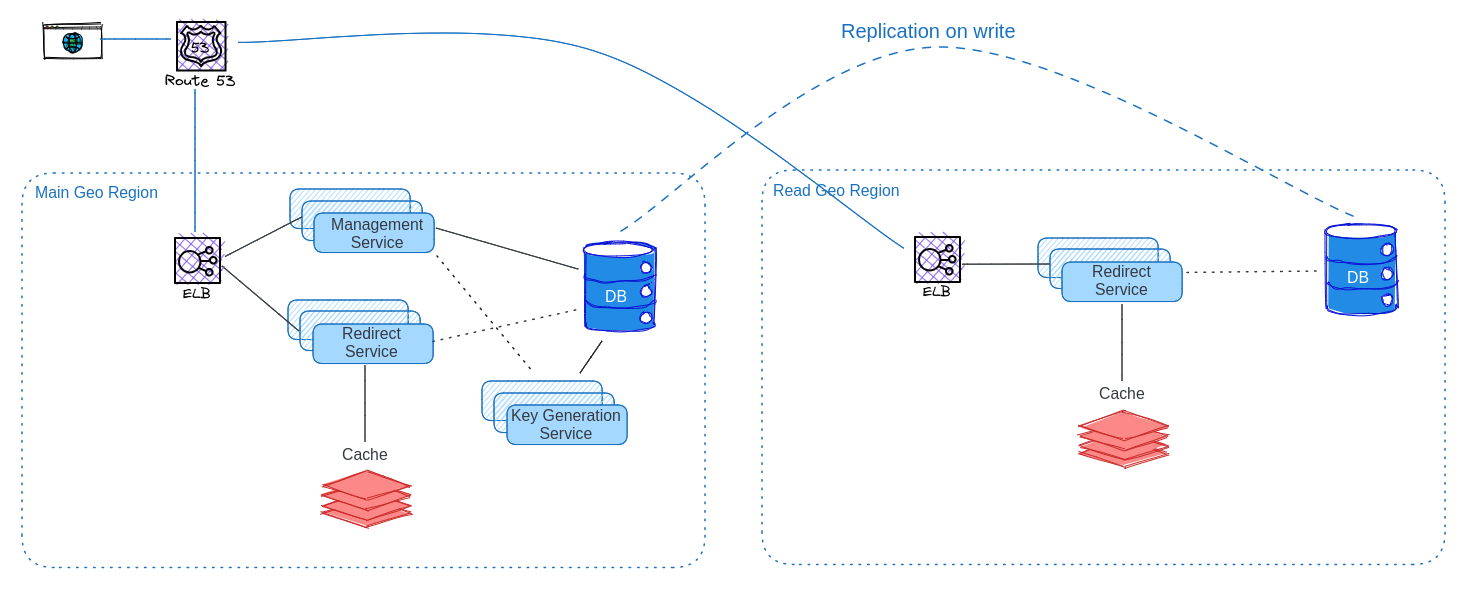 Replication on write
53
Route 53
Main Geo Region
Management
Service
ELB
Redirect
Service
DB
Key Generation
Service
Cache
Read Geo Region
ELB
Redirect
Service
DB
Cache